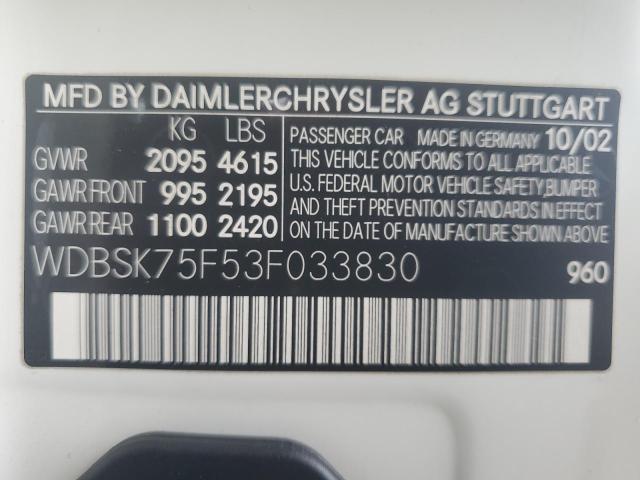 MFD BY DAIMLERCHRYSLER AG STUTTGART
KG LBS
GVWR 2095 4615
GAWR FRONT 995 2195
GAWR REAR 1100 2420
PASSENGER CAR MADE IN GERMANY 10/02
THIS VEHICLE CONFORMS TO ALL APPLICABLE
U.S. FEDERAL MOTOR VEHICLE SAFETY, BUMPER
AND THEFT PREVENTION STANDARDS IN EFFECT
ON THE DATE OF MANUFACTURE SHOWN ABOVE
WDBSK75F53F033830 960